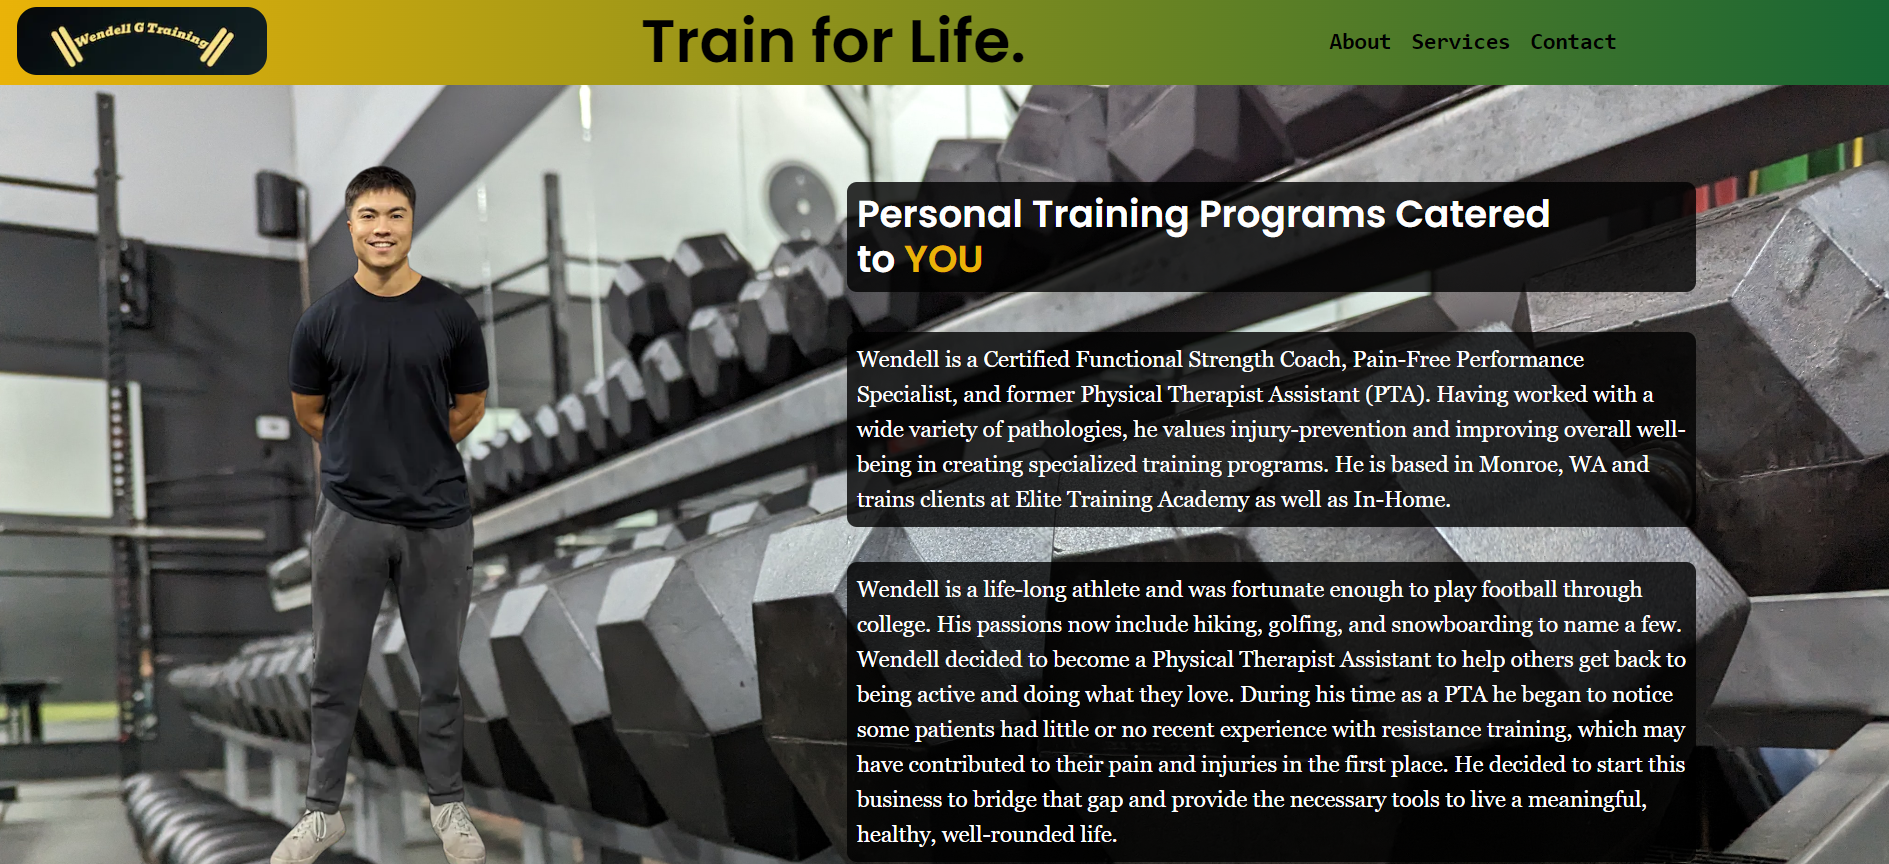 Wendell G Training
Train for Life.
About Services Contact
Personal Training Programs Catered
to YOU
Wendell is a Certified Functional Strength Coach, Pain-Free Performance
Specialist, and former Physical Therapist Assistant (PTA). Having worked with a
wide variety of pathologies, he values injury-prevention and improving overall well-
being in creating specialized training programs. He is based in Monroe, WA and
trains clients at Elite Training Academy as well as In-Home.
Wendell is a life-long athlete and was fortunate enough to play football through
college. His passions now include hiking, golfing, and snowboarding to name a few.
Wendell decided to become a Physical Therapist Assistant to help others get back to
being active and doing what they love. During his time as a PTA he began to notice
some patients had little or no recent experience with resistance training, which may
have contributed to their pain and injuries in the first place. He decided to start this
business to bridge that gap and provide the necessary tools to live a meaningful,
healthy, well-rounded life.